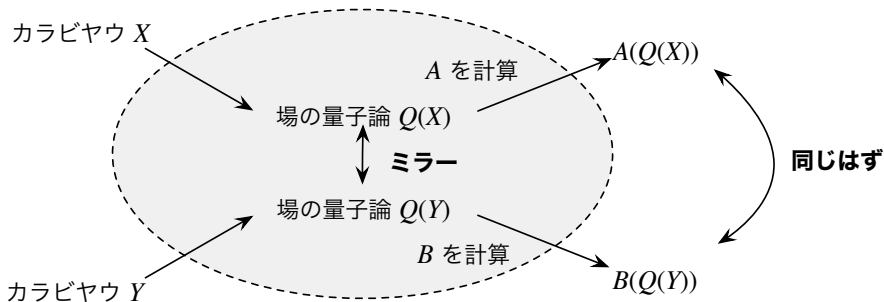 カラビヤウ X
A(Q(X))
A を計算
場の量子論 Q(X)
ミラー
同じはず
場の量子論 Q(Y)
B を計算
カラビヤウ Y
B(Q(Y))